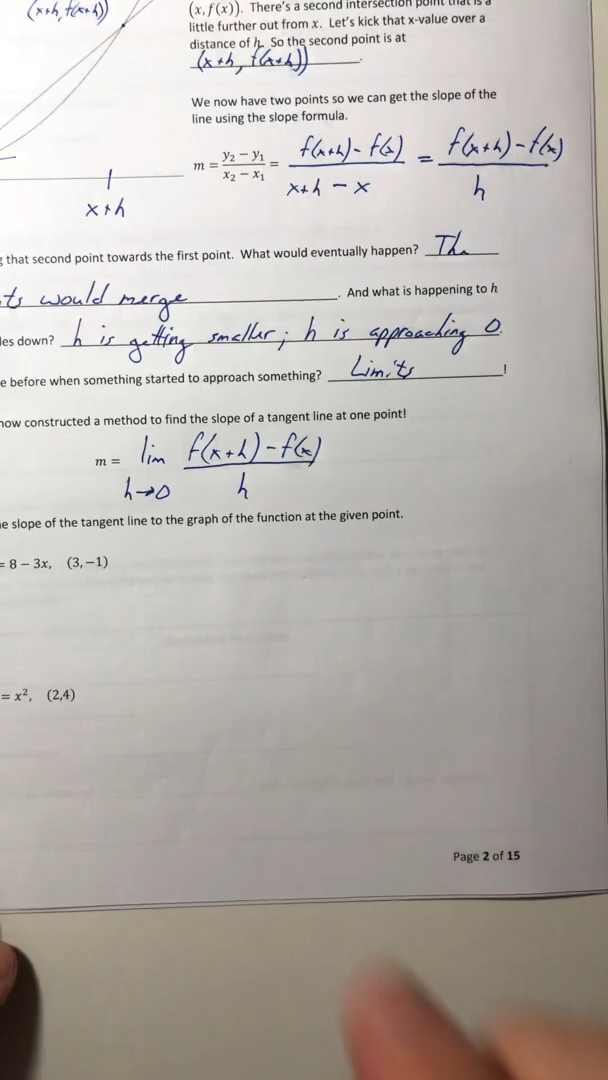 (x+h, f(x+h))
(x, f(x)). There's a second intersection point that is a
little further out from x. Let's kick that x-value over a
distance of h. So the second point is at
(x+h, f(x+h)).
We now have two points so we can get the slope of the
line using the slope formula.
m = (y₂ − y₁)/(x₂ − x₁) = (f(x+h) - f(x))/(x+h - x) = (f(x+h) - f(x))/h
x+h
that second point towards the first point. What would eventually happen? The
ts would merge. And what is happening to h
les down? h is getting smaller; h is approaching 0.
e before when something started to approach something? Limits!
now constructed a method to find the slope of a tangent line at one point!
m = lim h→0 (f(x+h) - f(x))/h
e slope of the tangent line to the graph of the function at the given point.
= 8 – 3x, (3,−1)
= x², (2,4)
Page 2 of 15